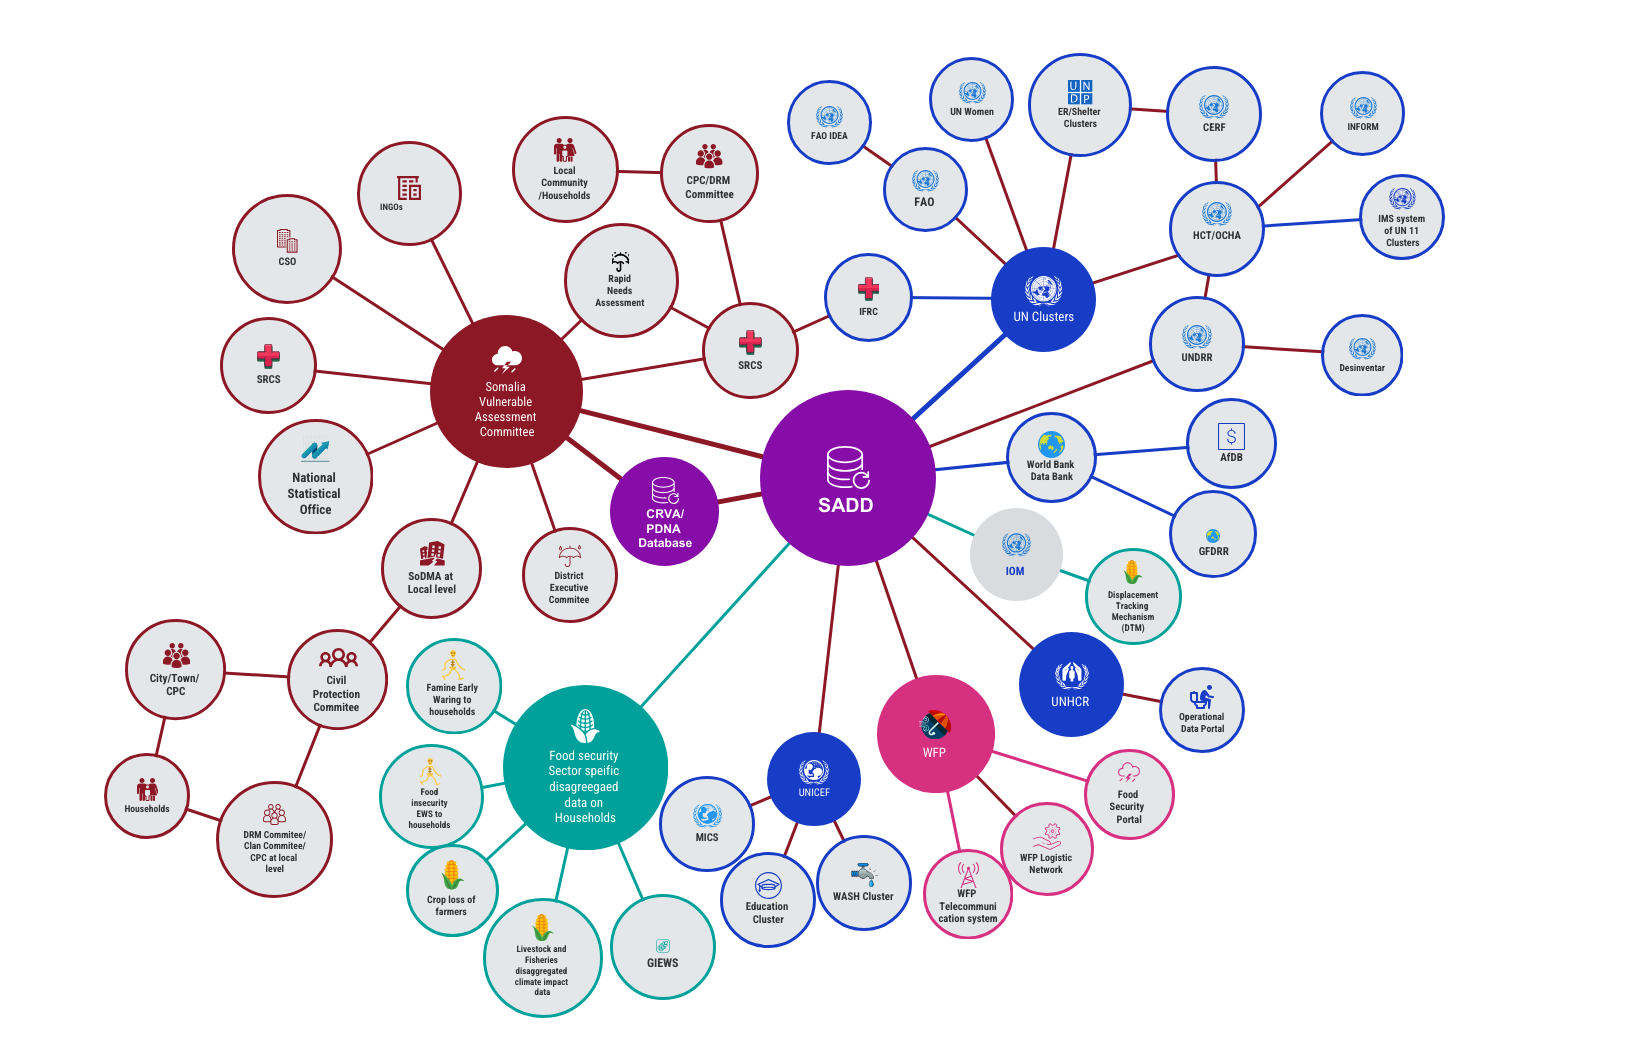 FAO IDEA
UN Women
U N
D P
ER/Shelter
Clusters
CERF
INFORM
Local
Community
/Households
CPC/DRM
Committee
INGOs
FAO
HCT/OCHA
IMS system
of UN 11
Clusters
CSO
Rapid
Needs
Assessment
IFRC
UN Clusters
UNDRR
Desinventar
SRCS
SRCS
Somalia
Vulnerable
Assessment
Committee
World Bank
Data Bank
$
AfDB
National
Statistical
Office
CRVA/
PDNA
Database
SADD
IOM
GFDRR
SoDMA at
Local level
District
Executive
Commitee
Displacement
Tracking
Mechanism
(DTM)
City/Town/
CPC
Civil
Protection
Commitee
Famine Early
Waring to
households
UNHCR
Operational
Data Portal
Households
DRM Commitee/
Clan Commitee/
CPC at local
level
Food
insecurity
EWS to
households
Food security
Sector speific
disagreegaed
data on
Households
UNICEF
WFP
Food
Security
Portal
MICS
WFP Logistic
Network
Crop loss of
farmers
Education
Cluster
WASH Cluster
WFP
Telecommuni
cation system
Livestock and
Fisheries
disaggregated
climate impact
data
GIEWS